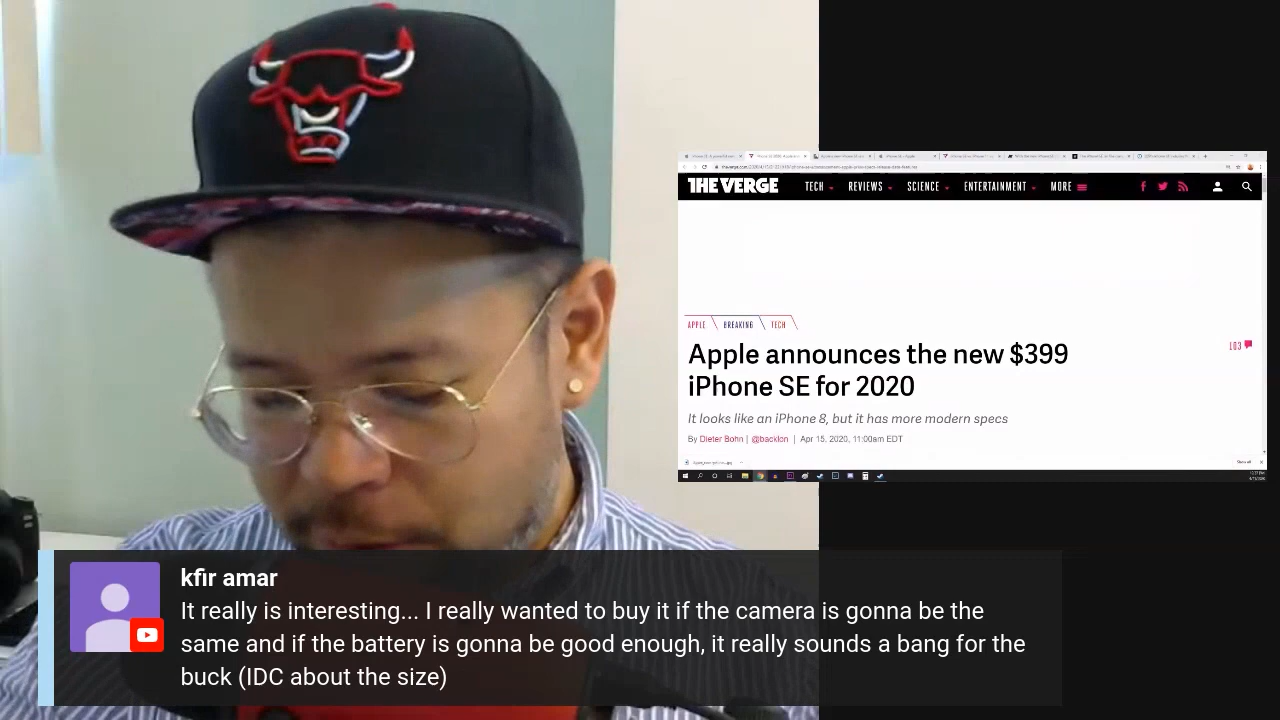 THE VERGE
TECH REVIEWS SCIENCE ENTERTAINMENT MORE
APPLE BREAKING TECH
Apple announces the new $399
iPhone SE for 2020
103
It looks like an iPhone 8, but it has more modern specs
By Dieter Bohn | @backlon | Apr 15, 2020, 11:00am EDT
kfir amar
It really is interesting... I really wanted to buy it if the camera is gonna be the
same and if the battery is gonna be good enough, it really sounds a bang for the
buck (IDC about the size)